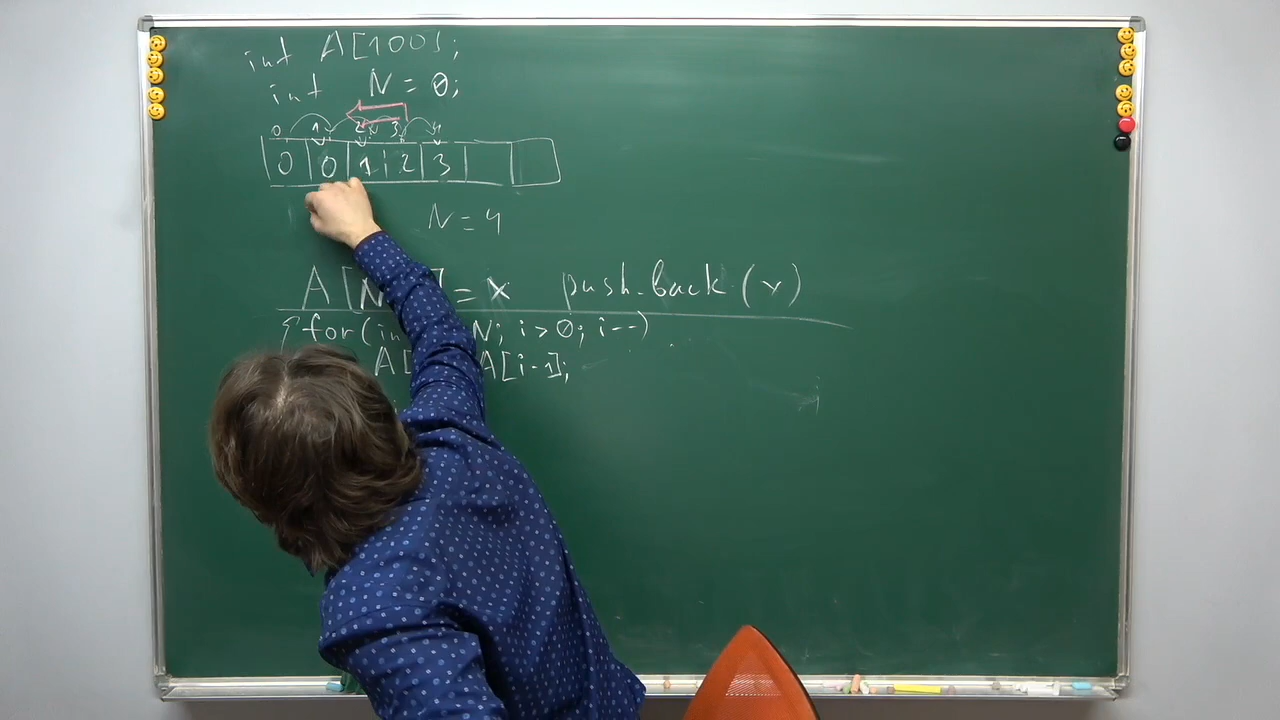 int A[100];
int N = 0;
0 1 2 3 4
0 0 1 2 3
N = 4
A[N ] = x push_back (x)
for(in N; i > 0; i--)
A[ A[i-1];